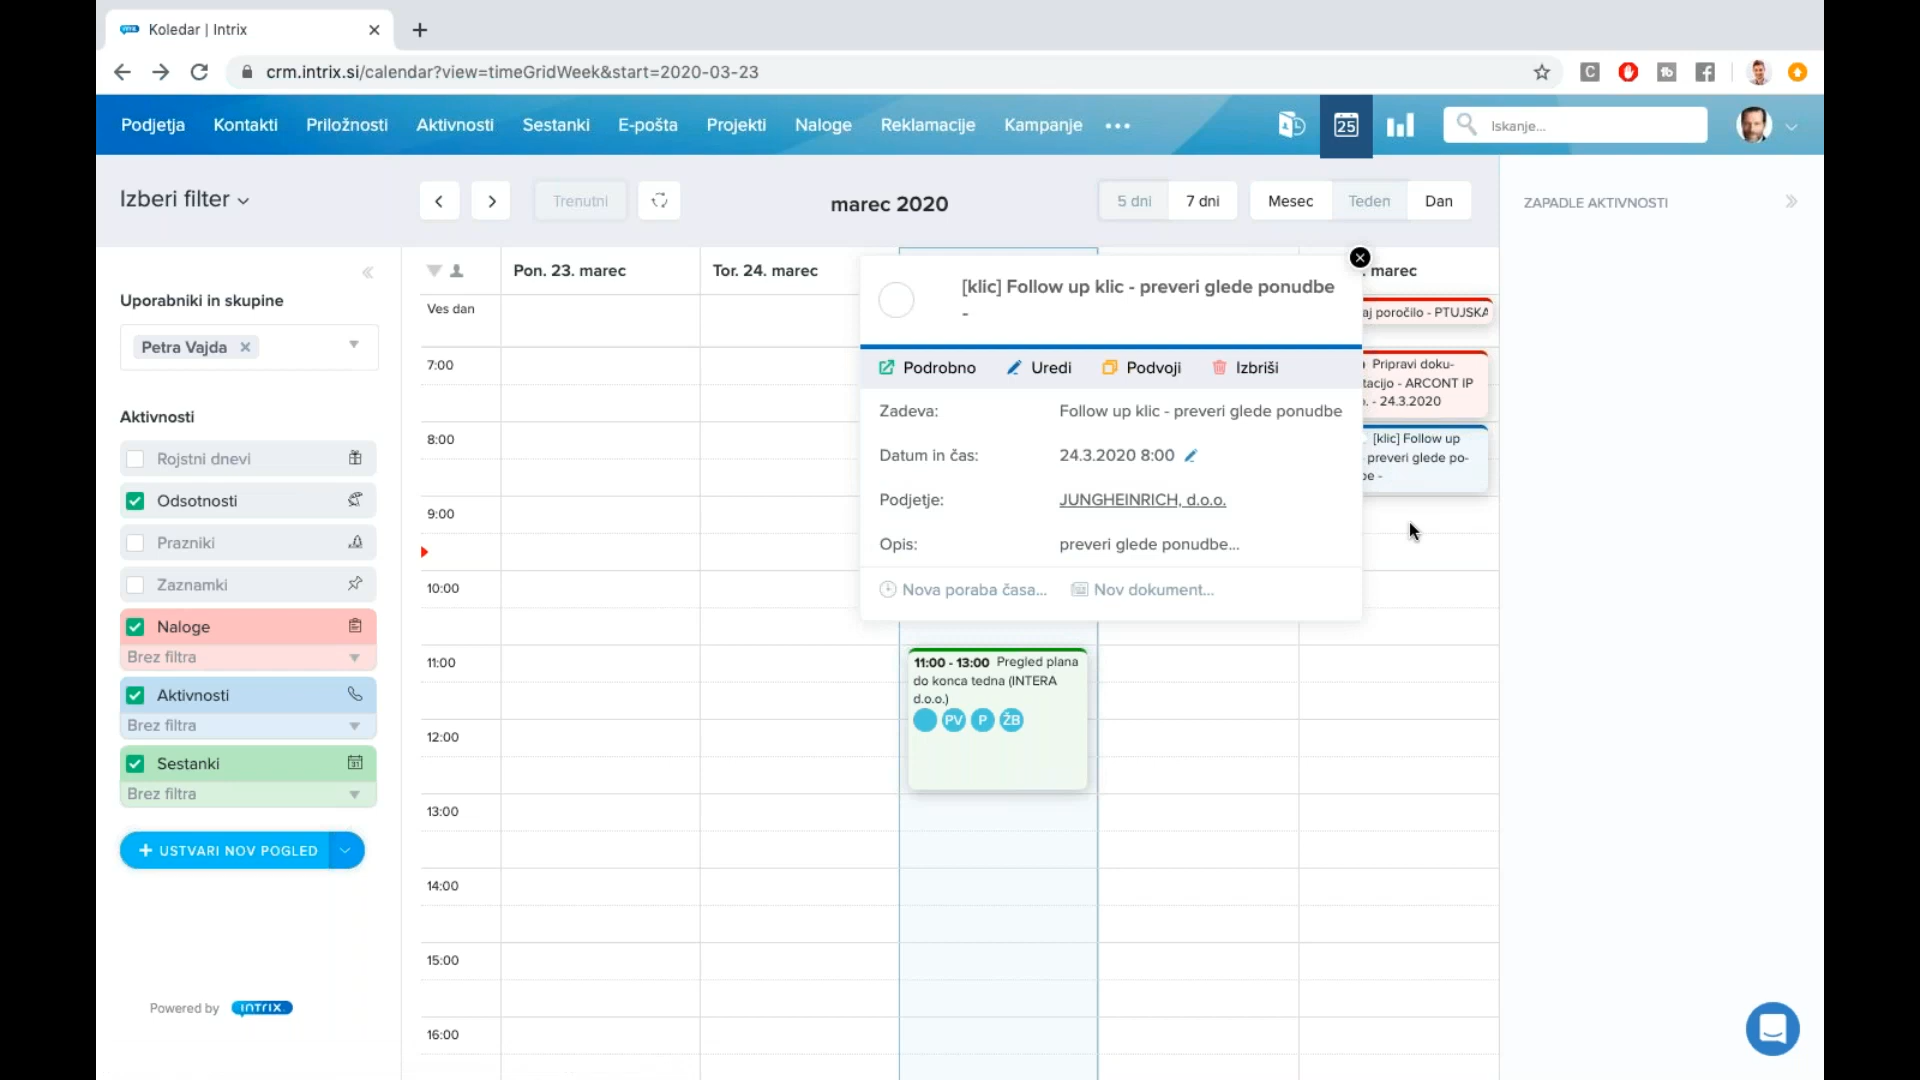 Koledar | Intrix
crm.intrix.si/calendar?view=timeGridWeek&start=2020-03-23
Podjetja Kontakti Priložnosti Aktivnosti Sestanki E-pošta Projekti Naloge Reklamacije Kampanje
25
Iskanje...
Izberi filter
Trenutni
marec 2020
5 dni 7 dni
Mesec Teden Dan
ZAPADLE AKTIVNOSTI
Pon. 23. marec
Tor. 24. marec
. marec
Uporabniki in skupine
Petra Vajda
Aktivnosti
Rojstni dnevi
Odsotnosti
Prazniki
Zaznamki
Naloge
Brez filtra
Aktivnosti
Brez filtra
Sestanki
Brez filtra
+ USTVARI NOV POGLED
Powered by INTRIX
Ves dan
7:00
8:00
9:00
10:00
11:00
12:00
13:00
14:00
15:00
16:00
[klic] Follow up klic - preveri glede ponudbe
-
Podrobno Uredi Podvoji Izbriši
Zadeva: Follow up klic - preveri glede ponudbe
Datum in čas: 24.3.2020 8:00
Podjetje: JUNGHEINRICH, d.o.o.
Opis: preveri glede ponudbe...
Nova poraba časa... Nov dokument...
aj poročilo - PTUJSKA
Pripravi doku-
tacijo - ARCONT IP
. - 24.3.2020
[klic] Follow up
- preveri glede po-
be -
11:00 - 13:00 Pregled plana
do konca tedna (INTERA
d.o.o.)
PV P ŽB